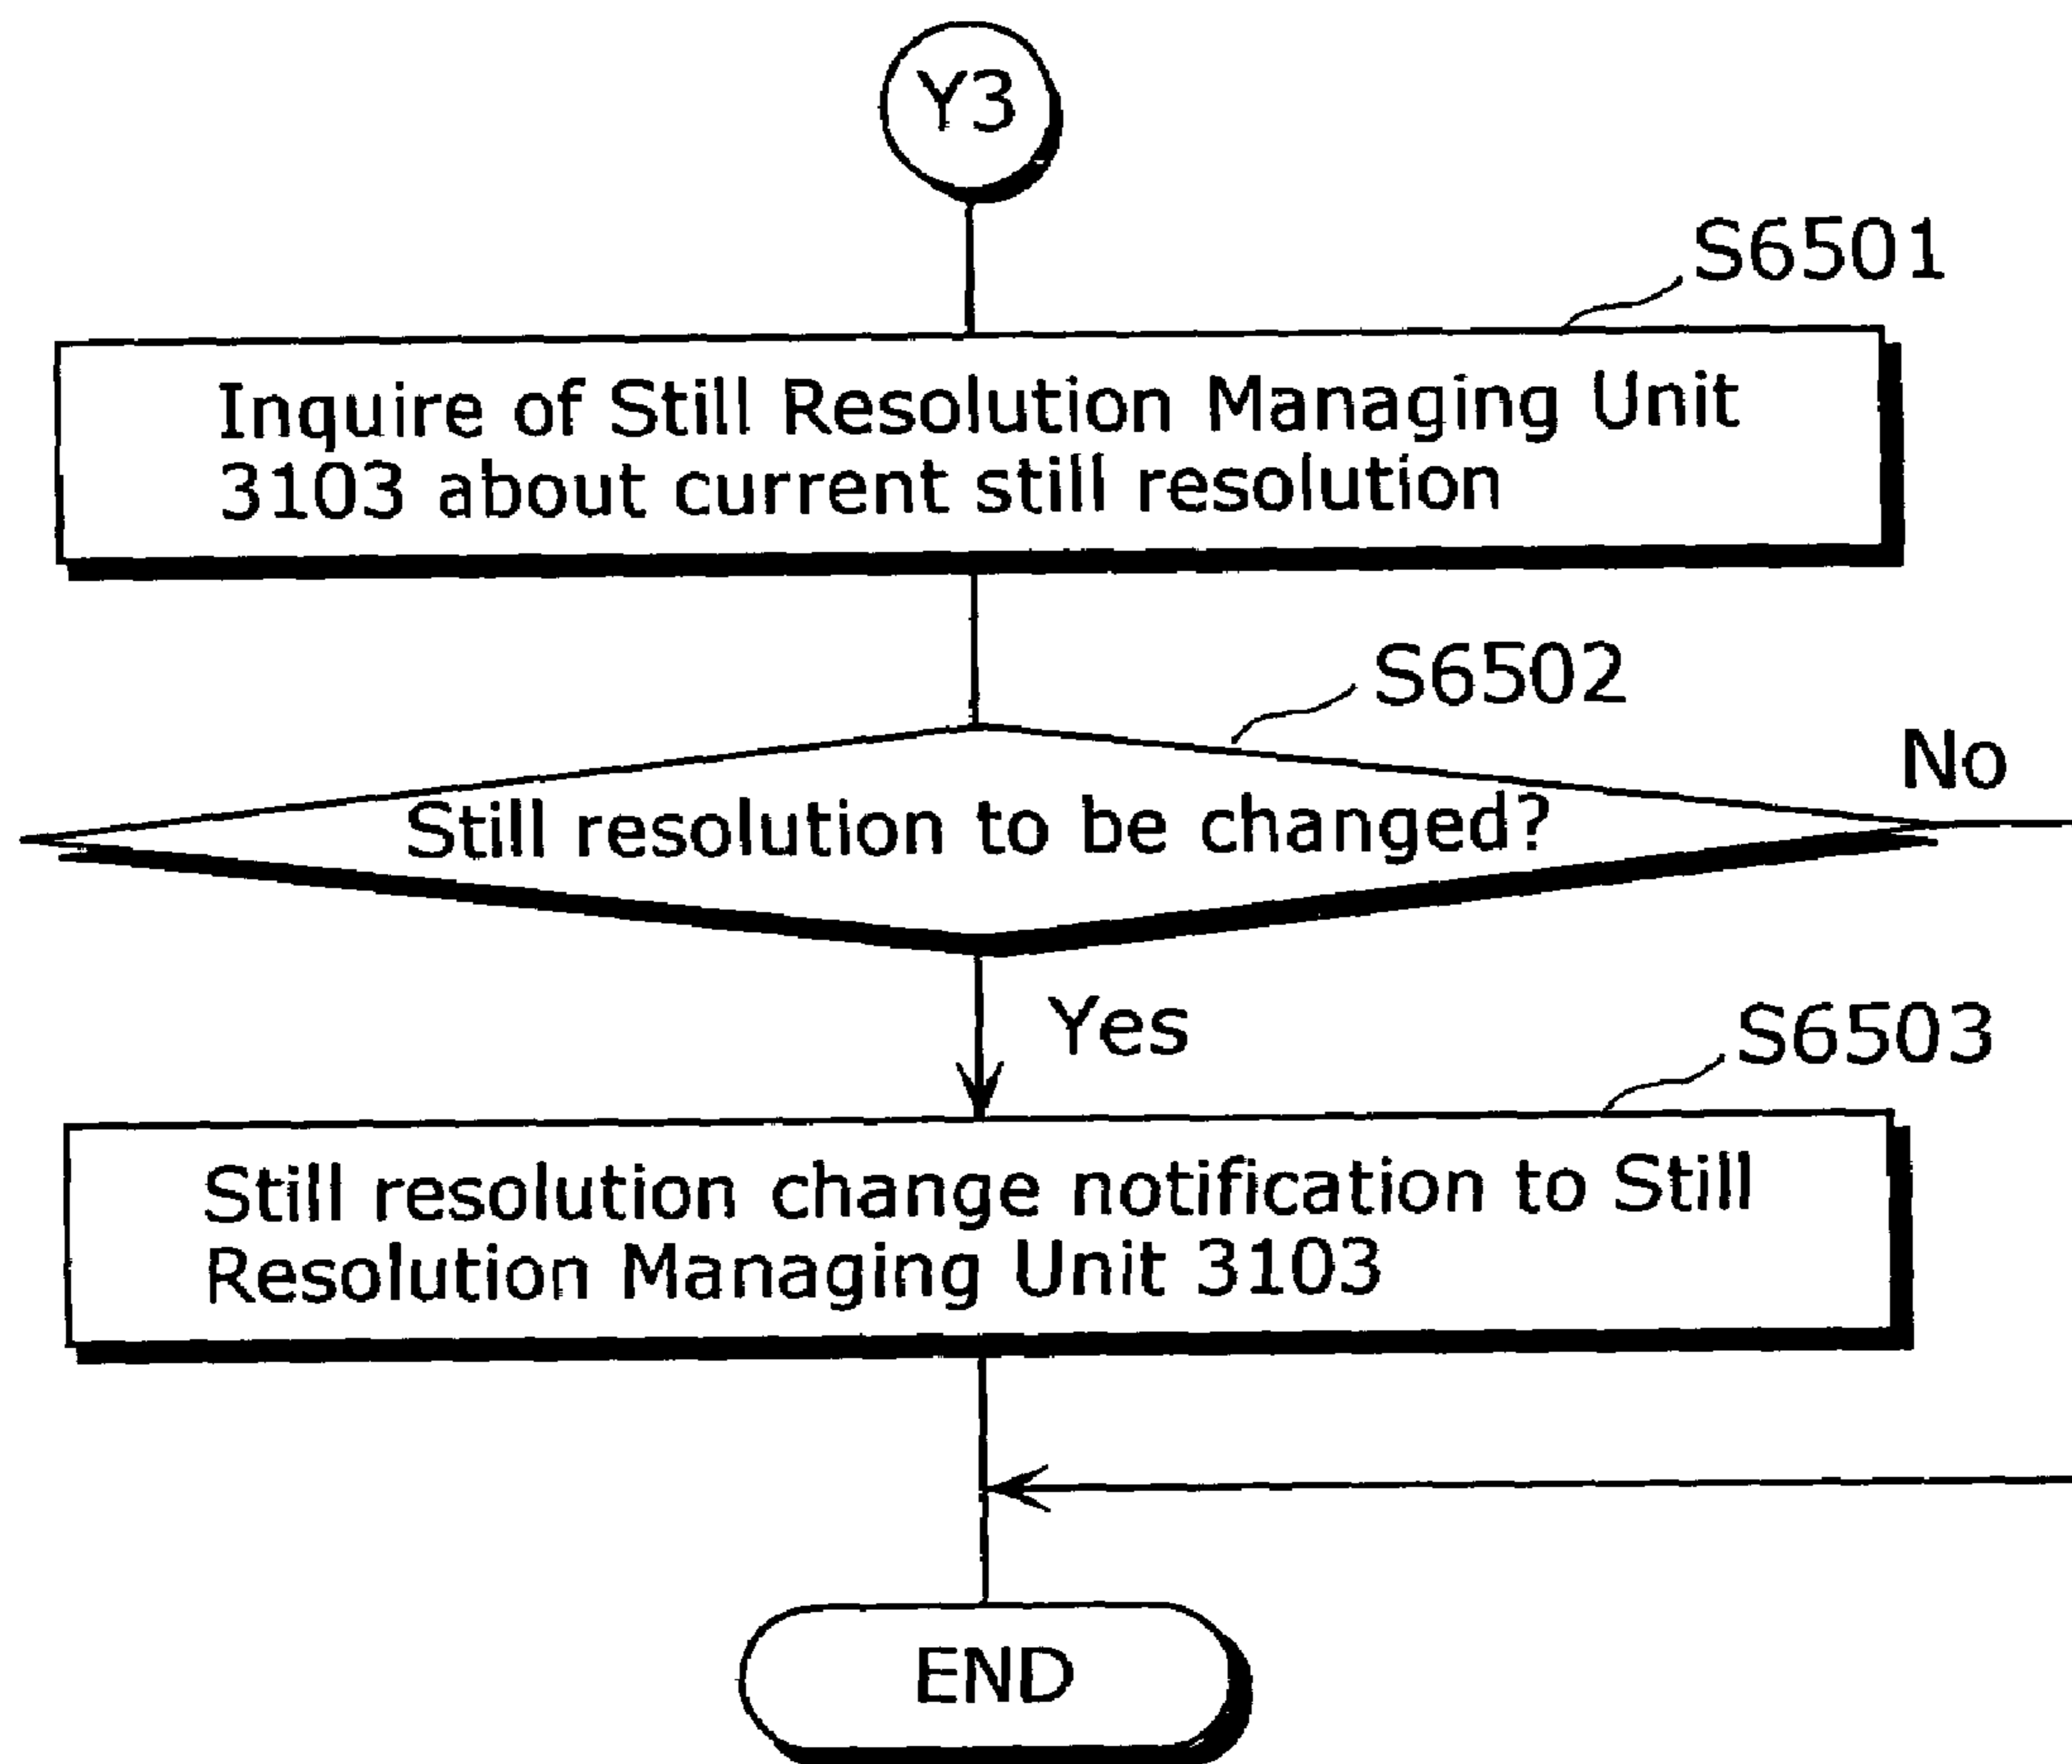 Y3
S6501
Inquire of Still Resolution Managing Unit
3103 about current still resolution
S6502
No
Still resolution to be changed?
Yes
S6503
Still resolution change notification to Still
Resolution Managing Unit 3103
END